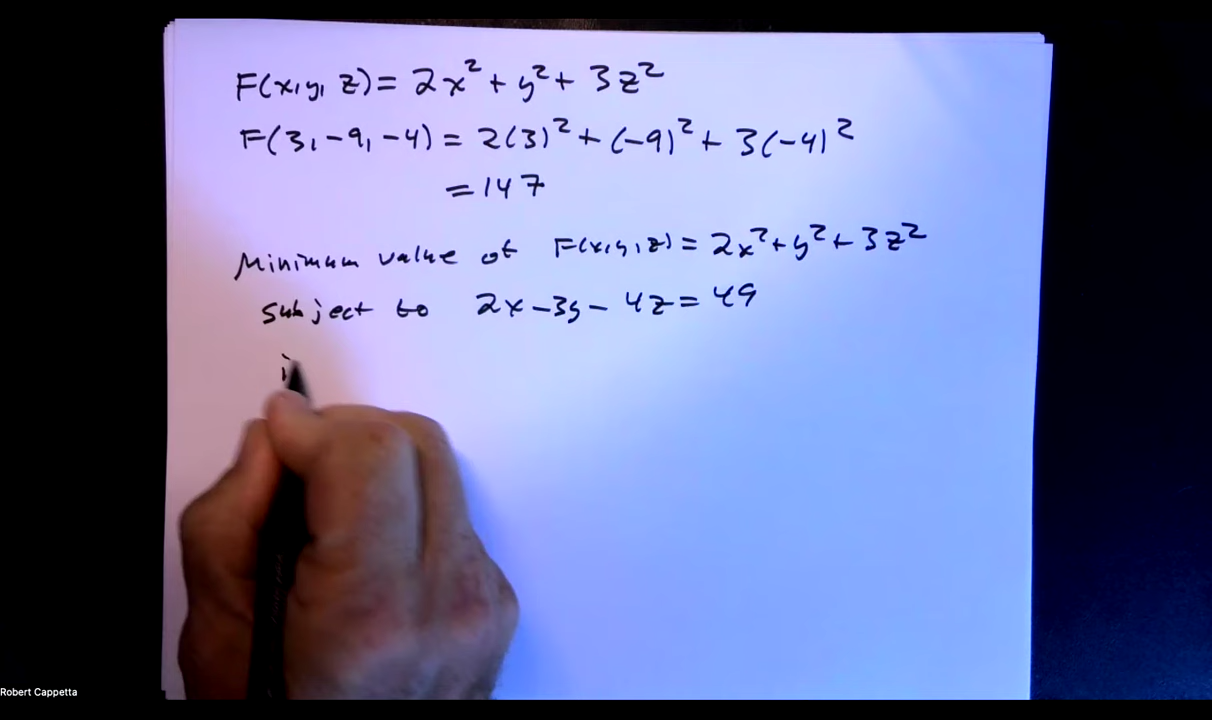 F(x,y, z) = 2x² + y² + 3z²
F(3, -9, -4) = 2(3)² + (-9)² + 3(-4)²
= 147
Minimum value of F(x,y,z) = 2x² + y² + 3z²
subject to 2x - 3y - 4z = 49
i
Robert Cappetta